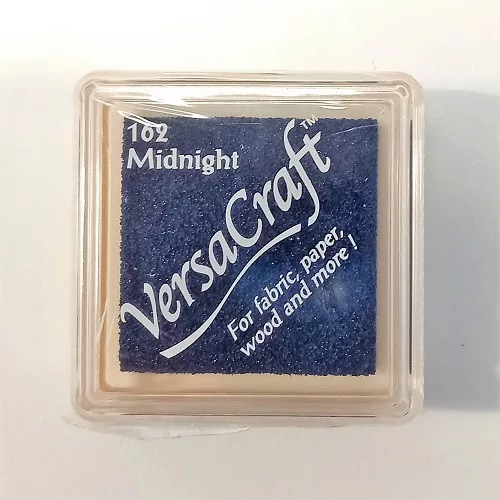 162
Midnight
VersaCraft™
For fabric, paper,
wood and more !